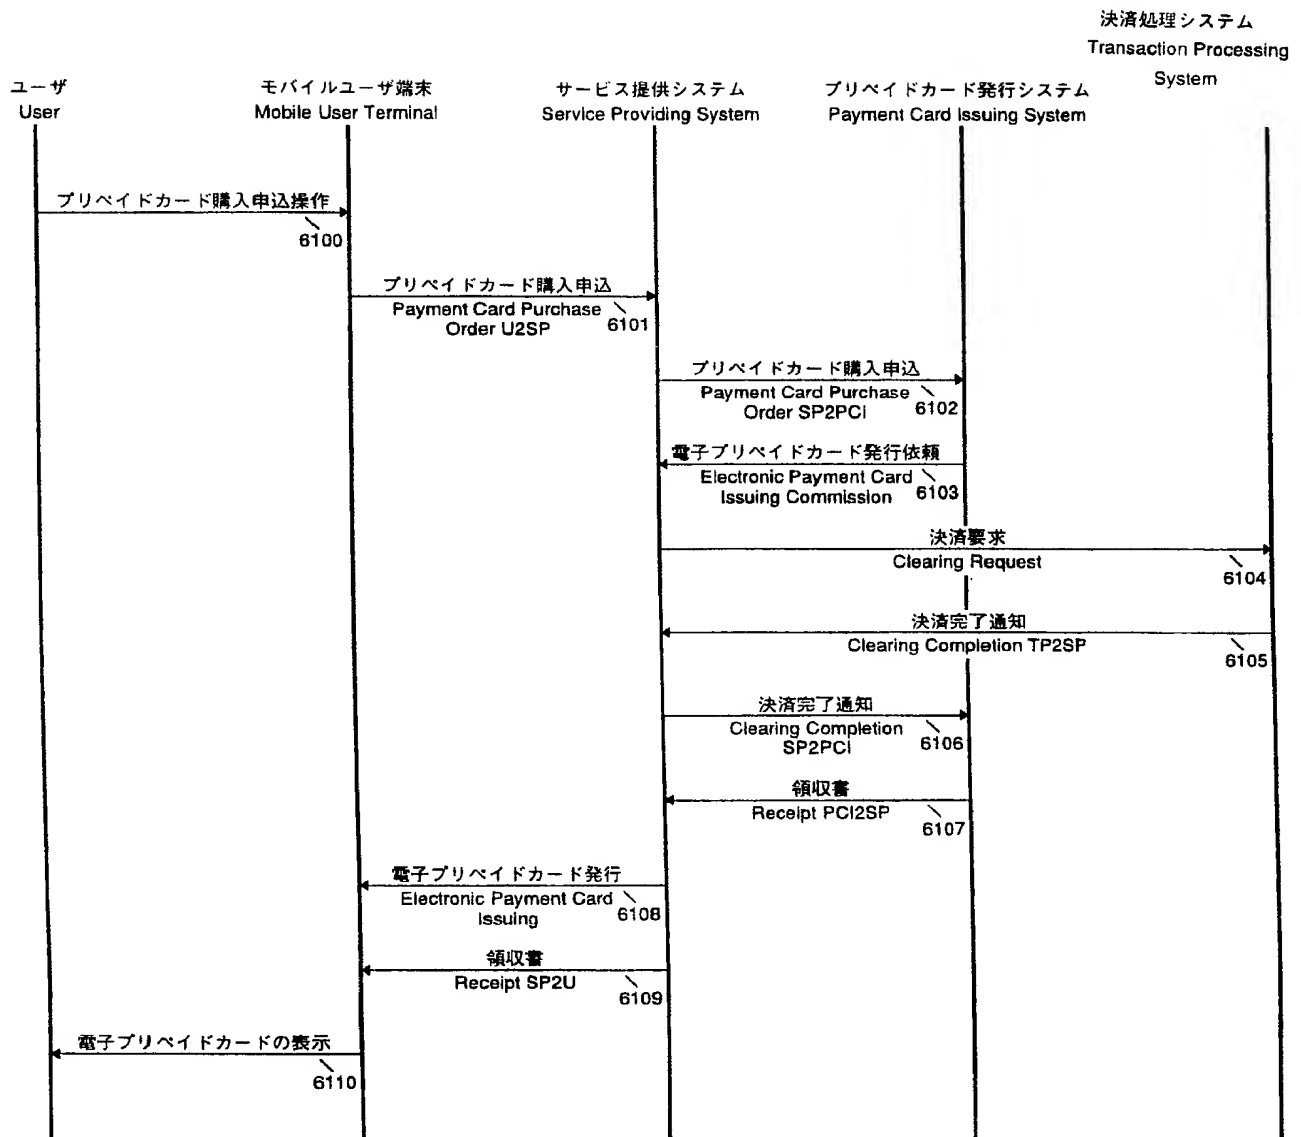 決済処理システム
Transaction Processing
System
ユーザ
User
モバイルユーザ端末
Mobile User Terminal
サービス提供システム
Service Providing System
プリペイドカード発行システム
Payment Card Issuing System
プリペイドカード購入申込操作
6100
プリペイドカード購入申込
Payment Card Purchase
Order U2SP
6101
プリペイドカード購入申込
Payment Card Purchase
Order SP2PCI
6102
電子プリペイドカード発行依頼
Electronic Payment Card
Issuing Commission
6103
決済要求
Clearing Request
6104
決済完了通知
Clearing Completion TP2SP
6105
決済完了通知
Clearing Completion
SP2PCI
6106
領収書
Receipt PCI2SP
6107
電子プリペイドカード発行
Electronic Payment Card
Issuing
6108
領収書
Receipt SP2U
6109
電子プリペイドカードの表示
6110